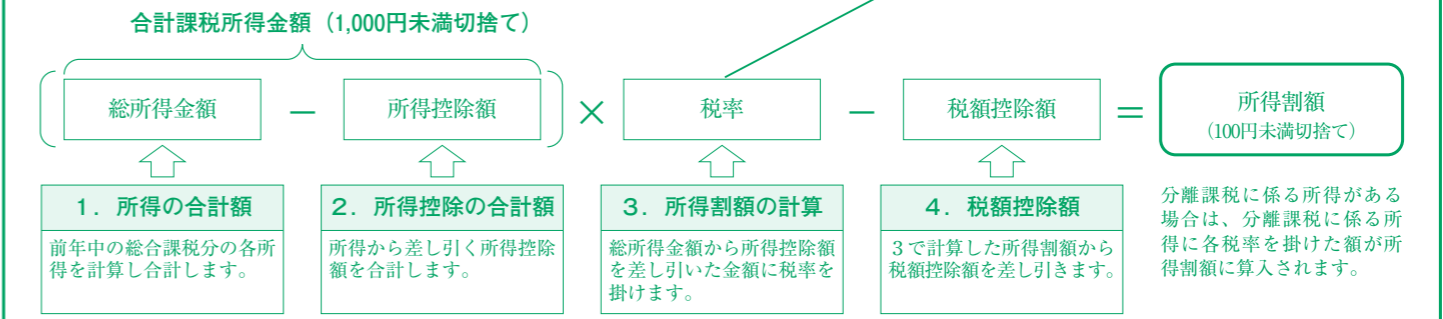 合計課税所得金額（1,000円未満切捨て）
総所得金額 － 所得控除額 × 税率 － 税額控除額 ＝ 所得割額
（100円未満切捨て）
1．所得の合計額
前年中の総合課税分の各所
得を計算し合計します。
2．所得控除の合計額
所得から差し引く所得控除
額を合計します。
3．所得割額の計算
総所得金額から所得控除額
を差し引いた金額に税率を
掛けます。
4．税額控除額
3で計算した所得割額から
税額控除額を差し引きます。
分離課税に係る所得がある
場合は、分離課税に係る所
得に各税率を掛けた額が所
得割額に算入されます。